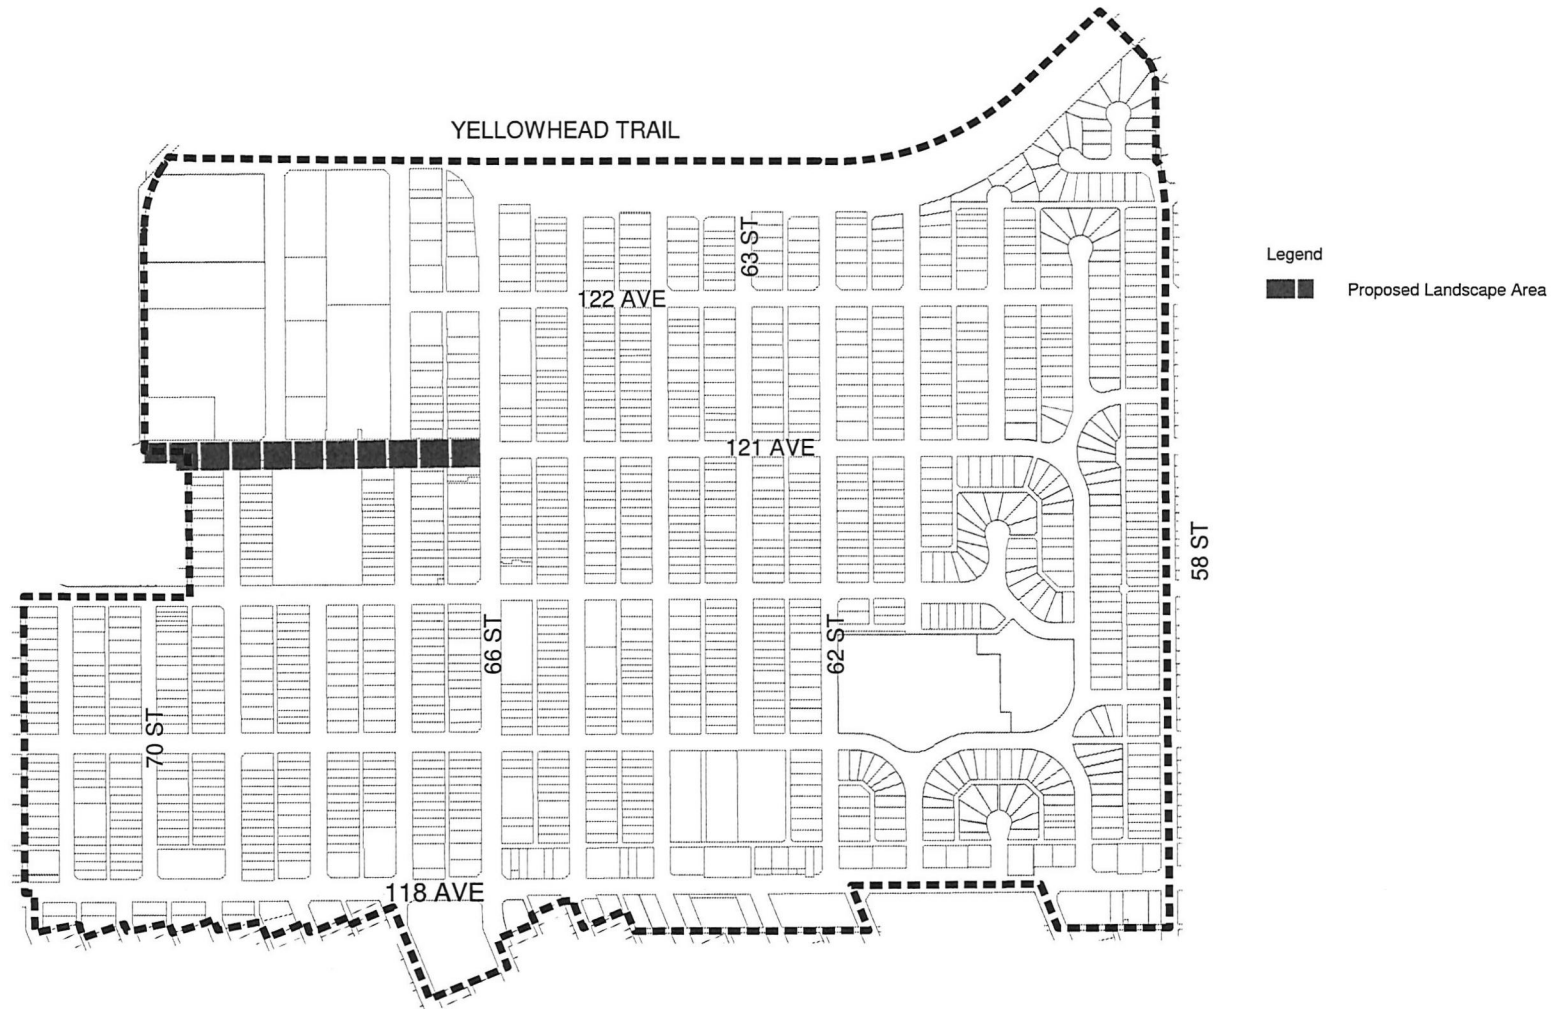 YELLOWHEAD TRAIL
63 ST
Legend
Proposed Landscape Area
122 AVE
121 AVE
58 ST
66 ST
62 ST
70 ST
118 AVE